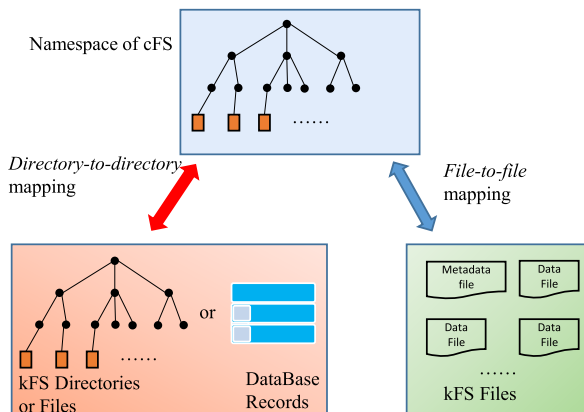 Namespace of cFS
......
Directory-to-directory
mapping
File-to-file
mapping
or
......
kFS Directories
or Files
DataBase
Records
Metadata
file
Data
File
Data
File
Data
File
......
kFS Files